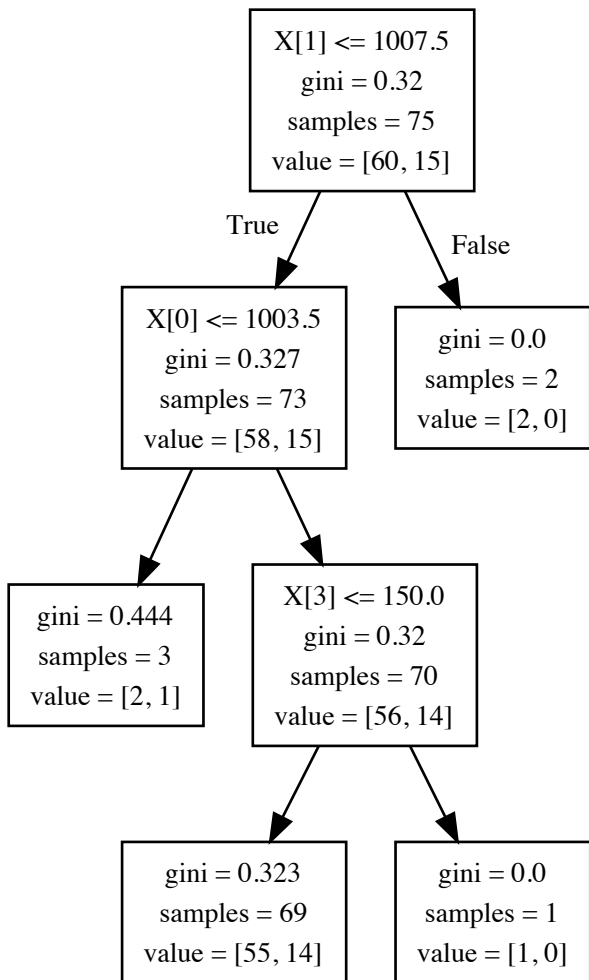 X[1] <= 1007.5
gini = 0.32
samples = 75
value = [60, 15]
True
False
X[0] <= 1003.5
gini = 0.327
samples = 73
value = [58, 15]
gini = 0.0
samples = 2
value = [2, 0]
gini = 0.444
samples = 3
value = [2, 1]
X[3] <= 150.0
gini = 0.32
samples = 70
value = [56, 14]
gini = 0.323
samples = 69
value = [55, 14]
gini = 0.0
samples = 1
value = [1, 0]